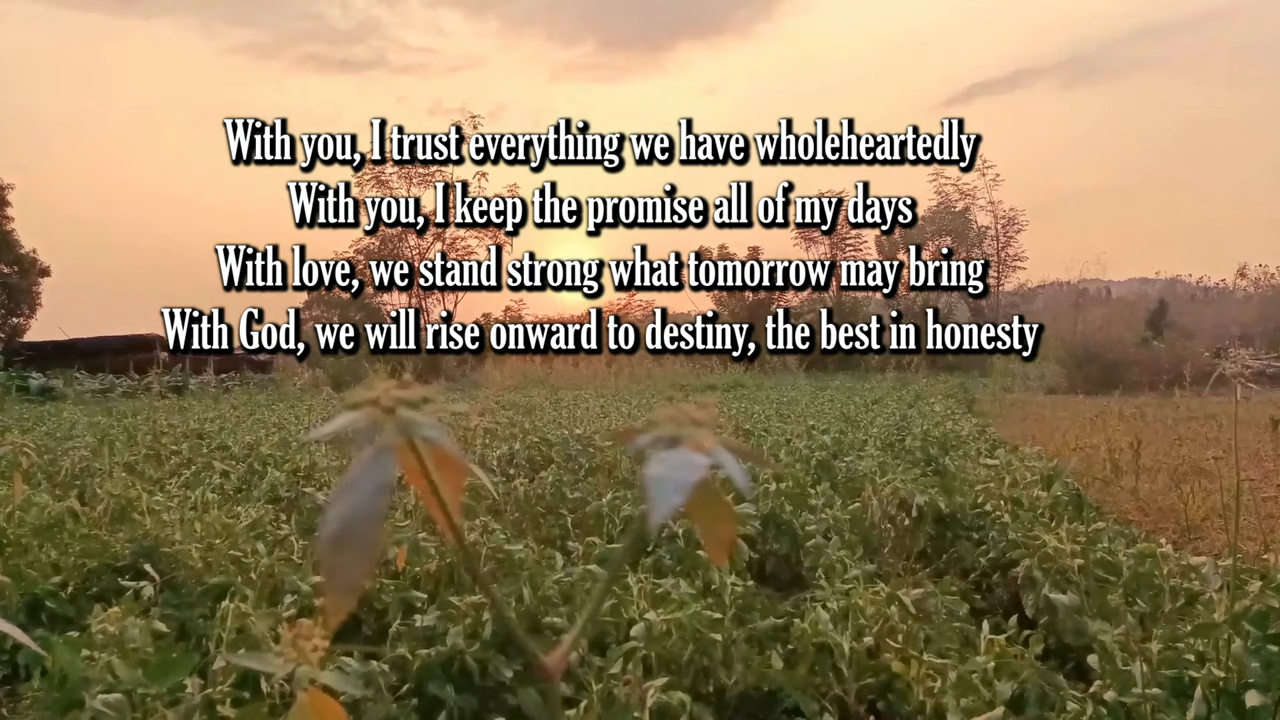 With you, I trust everything we have wholeheartedly
With you, I keep the promise all of my days
With love, we stand strong what tomorrow may bring
With God, we will rise onward to destiny, the best in honesty